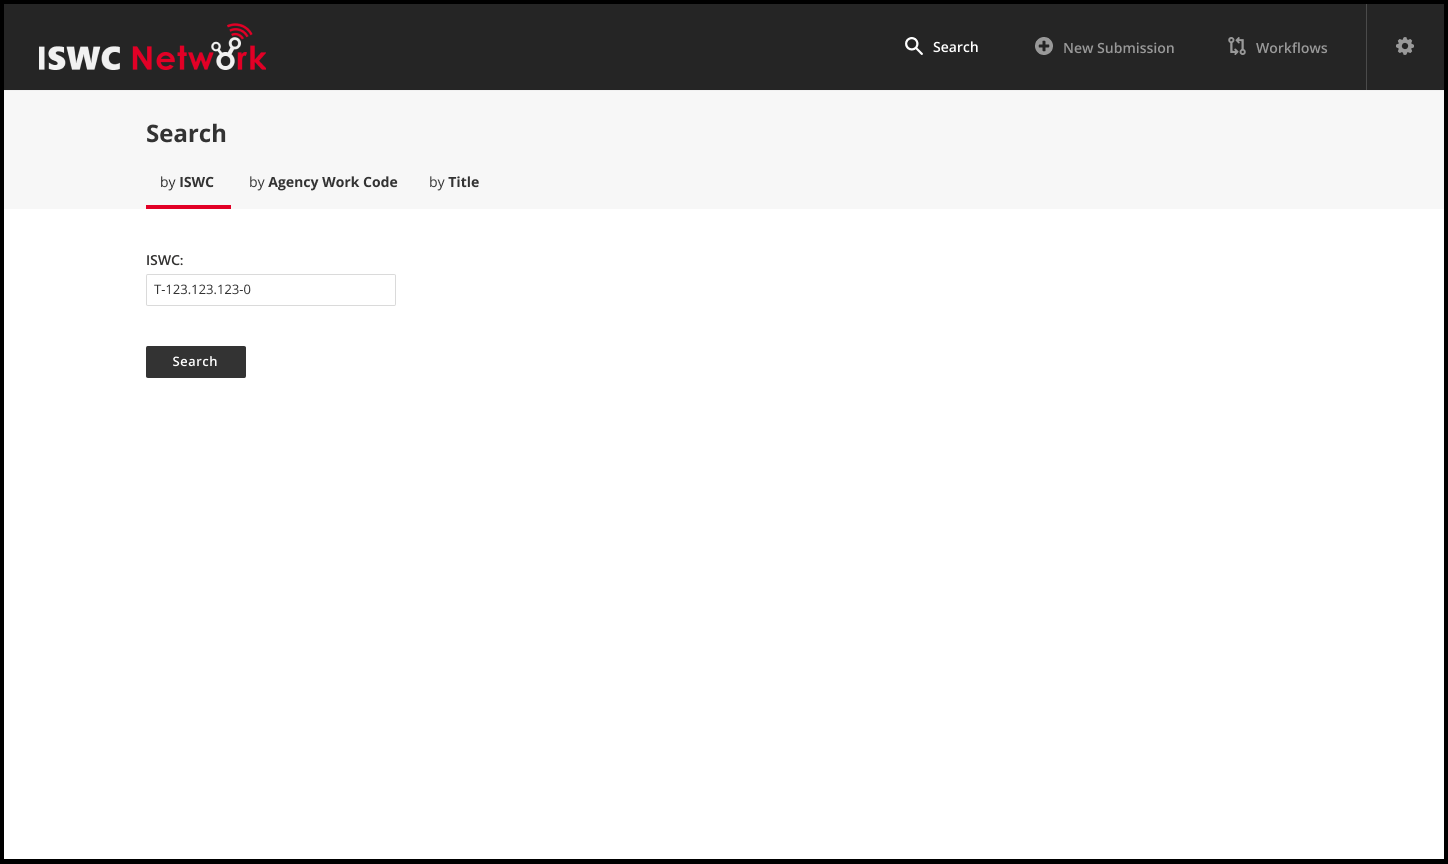 ISWC Network
Search
New Submission
Workflows
Search
by ISWC
by Agency Work Code
by Title
ISWC:
T-123.123.123-0
Search